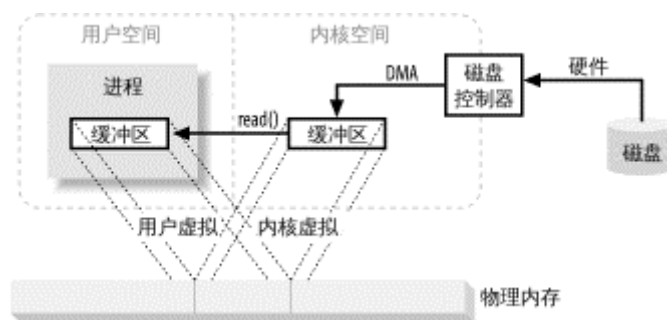 用户空间
内核空间
进程
缓冲区
read()
缓冲区
DMA
磁盘
控制器
硬件
磁盘
用户虚拟
内核虚拟
物理内存